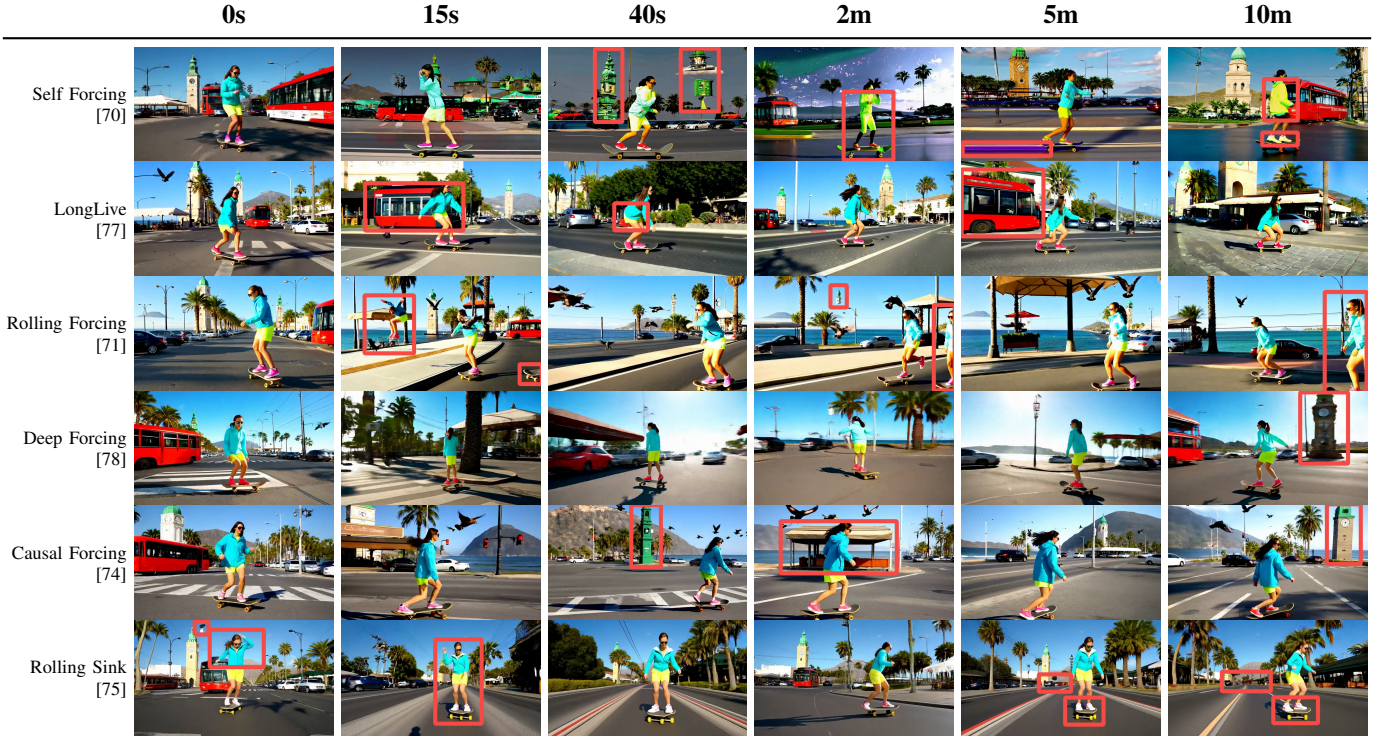 0s 15s 40s 2m 5m 10m
Self Forcing
[70]
LongLive
[77]
Rolling Forcing
[71]
Deep Forcing
[78]
Causal Forcing
[74]
Rolling Sink
[75]